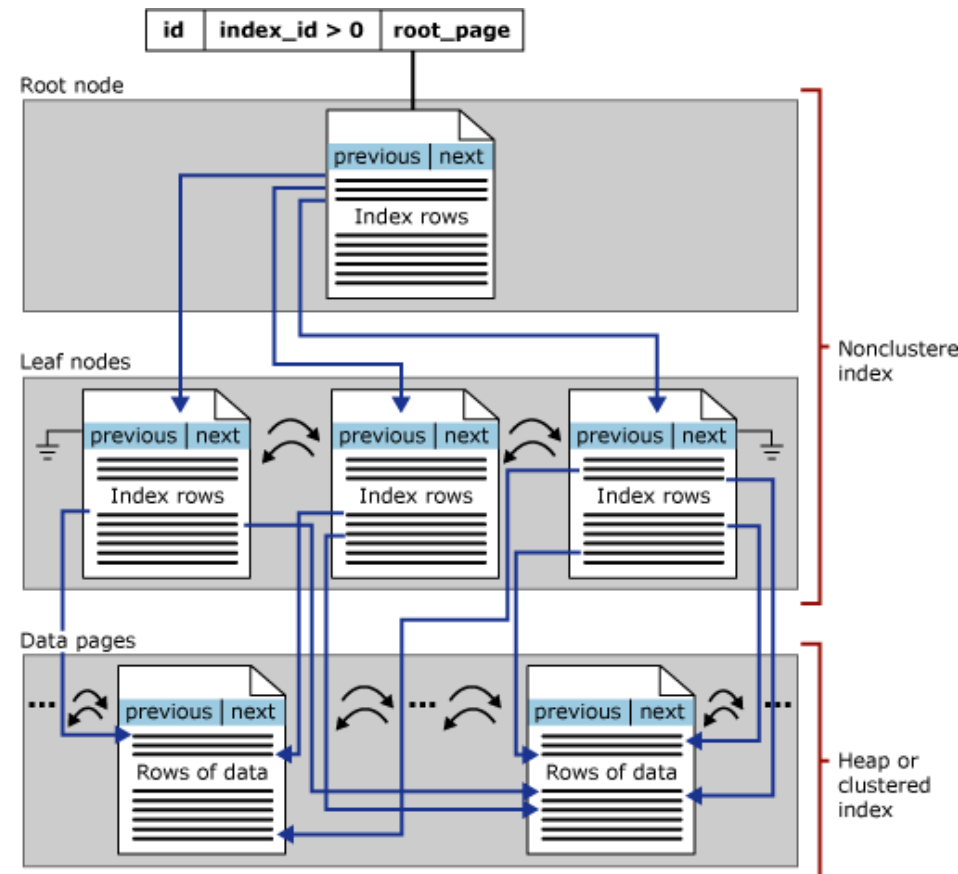 id index_id > 0 root_page
Root node
previous next
Index rows
Leaf nodes
previous next previous next previous next
Index rows Index rows Index rows
Nonclustere
index
Data pages
... ... ...
previous next previous next
Rows of data Rows of data
Heap or
clustered
index